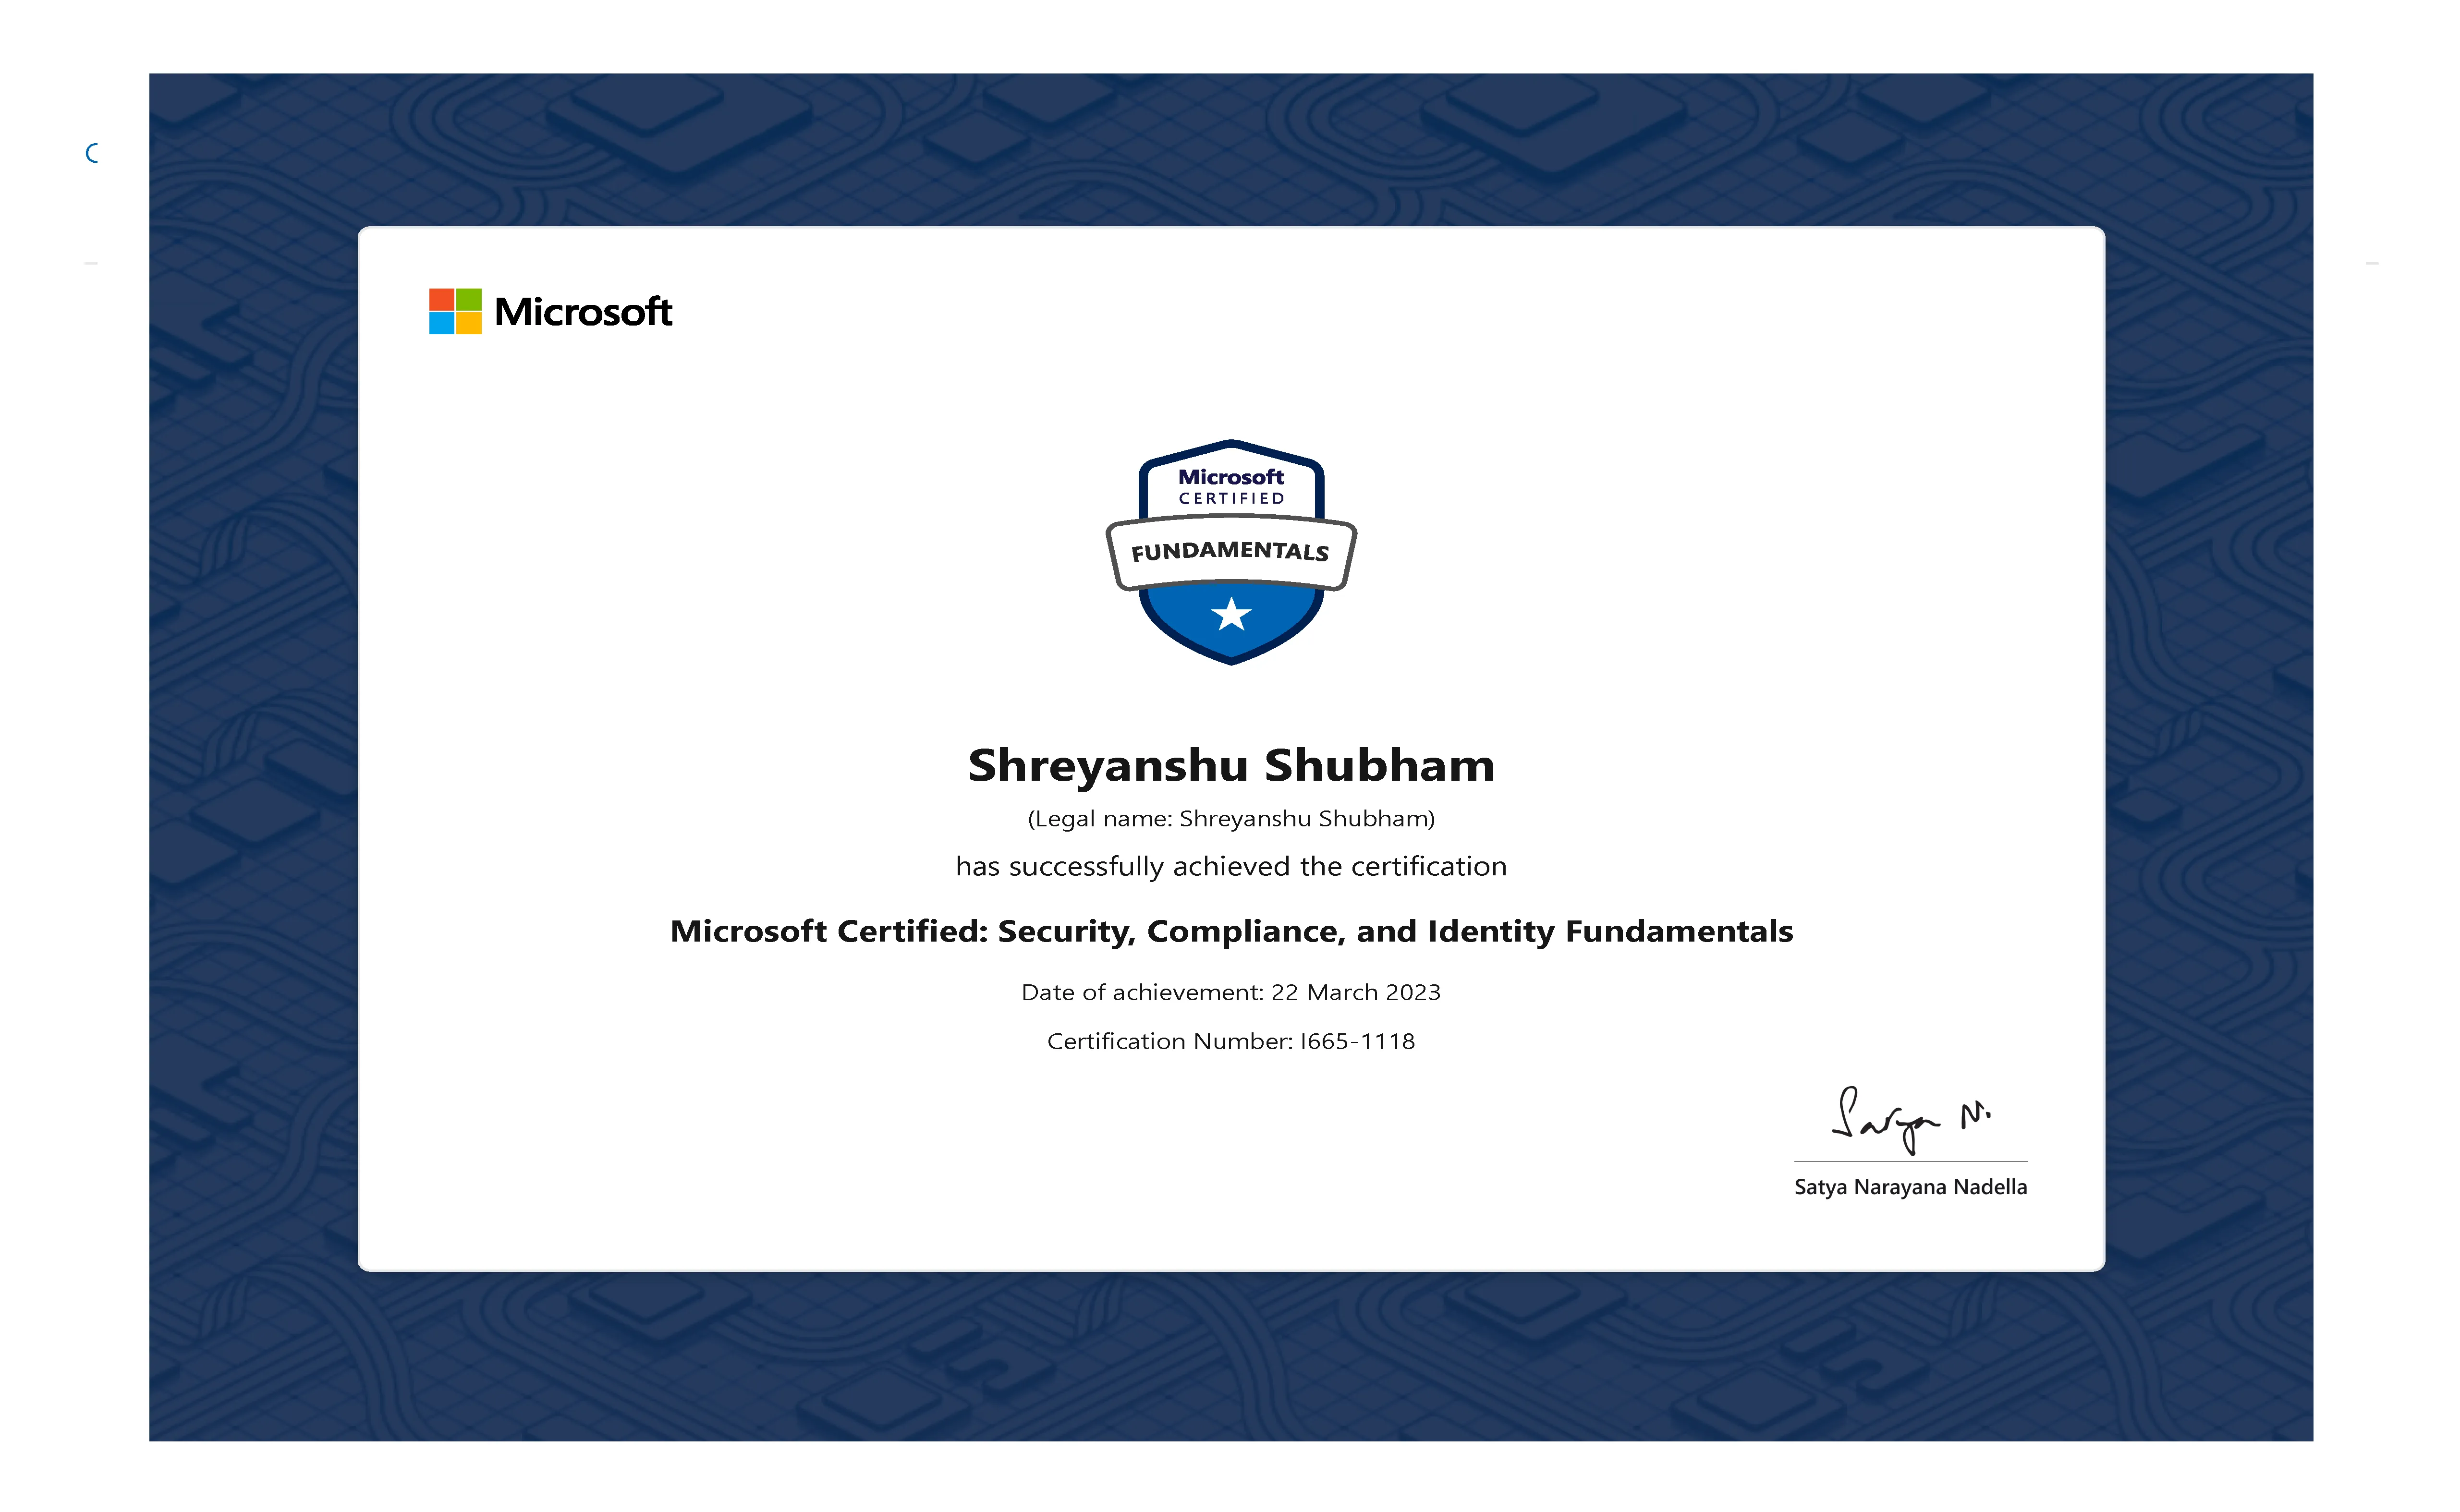 Microsoft
Microsoft
CERTIFIED
FUNDAMENTALS
Shreyanshu Shubham
(Legal name: Shreyanshu Shubham)
has successfully achieved the certification
Microsoft Certified: Security, Compliance, and Identity Fundamentals
Date of achievement: 22 March 2023
Certification Number: I665-1118
Satya N.
Satya Narayana Nadella